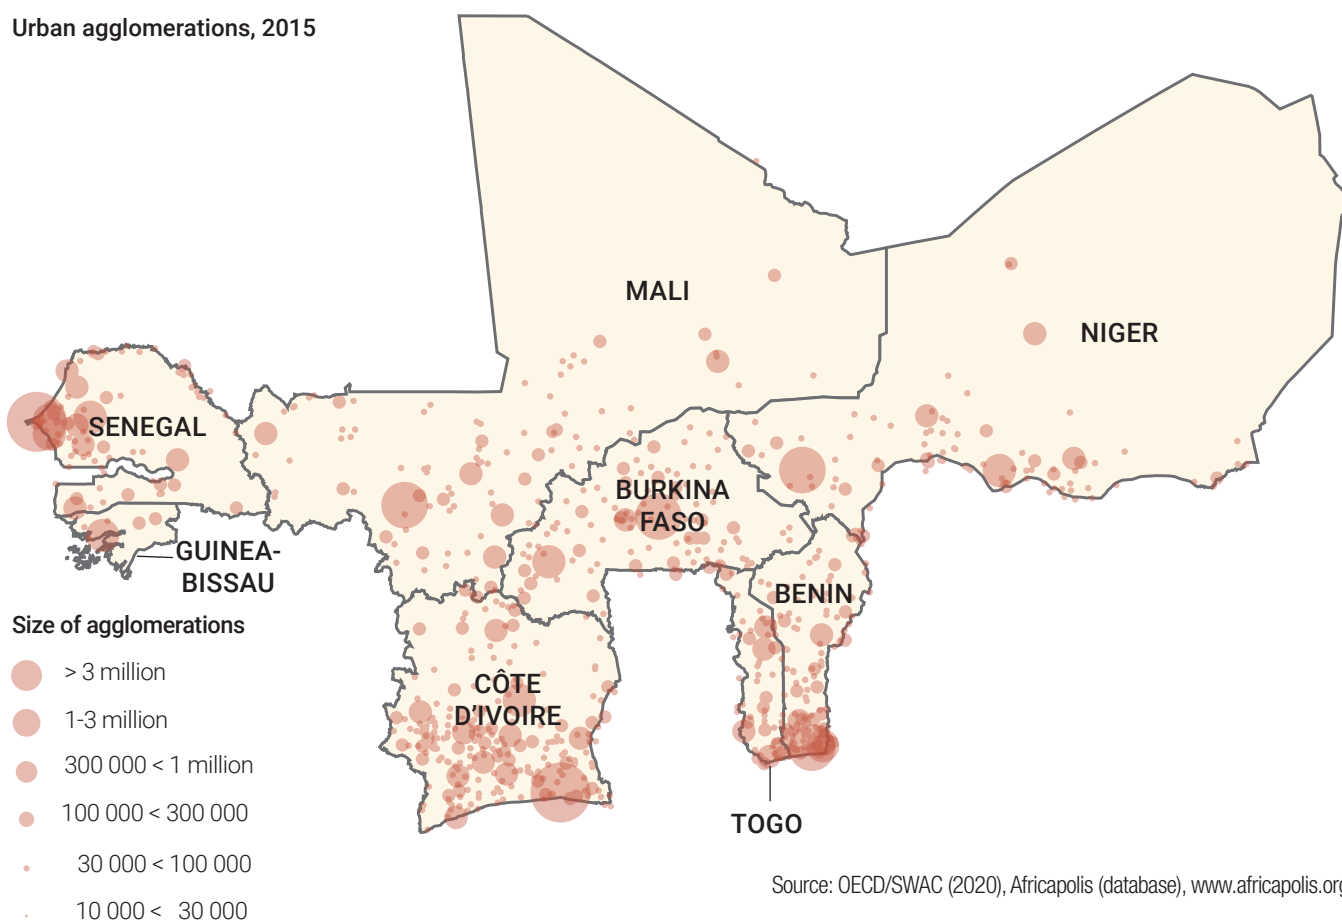 Urban agglomerations, 2015
MALI
NIGER
SENEGAL
BURKINA
FASO
GUINEA-
BISSAU
BENIN
CÔTE
D'IVOIRE
TOGO
Size of agglomerations
> 3 million
1-3 million
300 000 < 1 million
100 000 < 300 000
30 000 < 100 000
10 000 < 30 000
Source: OECD/SWAC (2020), Africapolis (database), www.africapolis.org